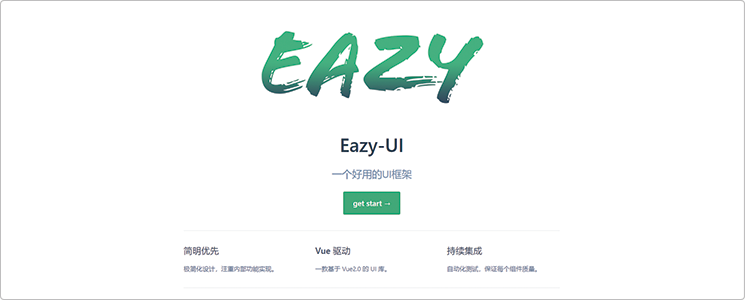 EAZY
Eazy-UI
一个好用的UI框架
get start →
简明优先
极简化设计，注重内部功能实现。
Vue 驱动
一款基于 Vue2.0 的 UI 库。
持续集成
自动化测试，保证每个组件质量。